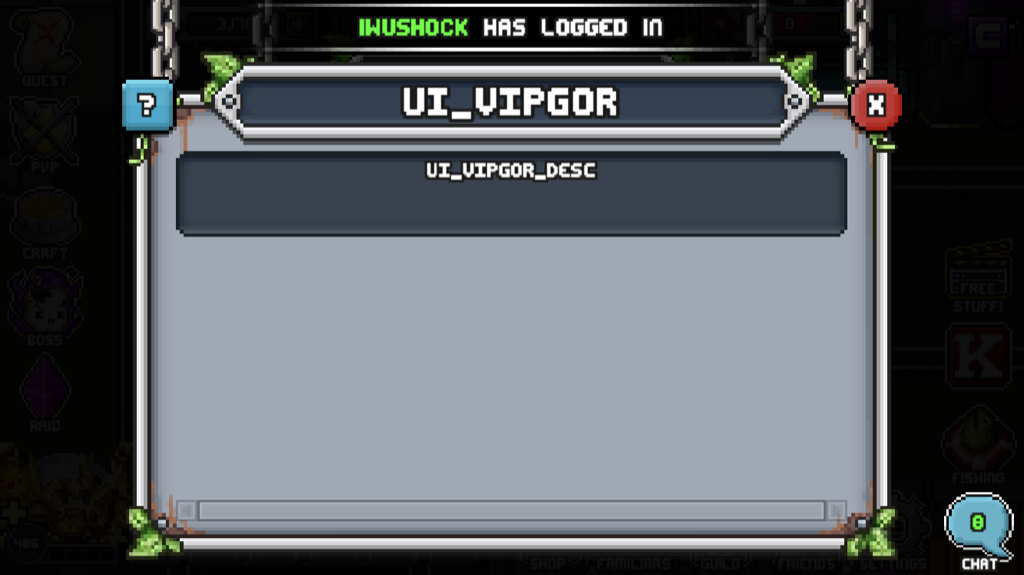 IWUSHOCK HAS LOGGED IN
?
UI_VIPGOR
X
UI_VIPGOR_DESC
QUEST
PVP
CRAFT
BOSS
RAID
FREE
STUFF!
K
FISHING
8
CHAT
SHOP
FAMILIARS
GUILD
FRIENDS
SETTINGS